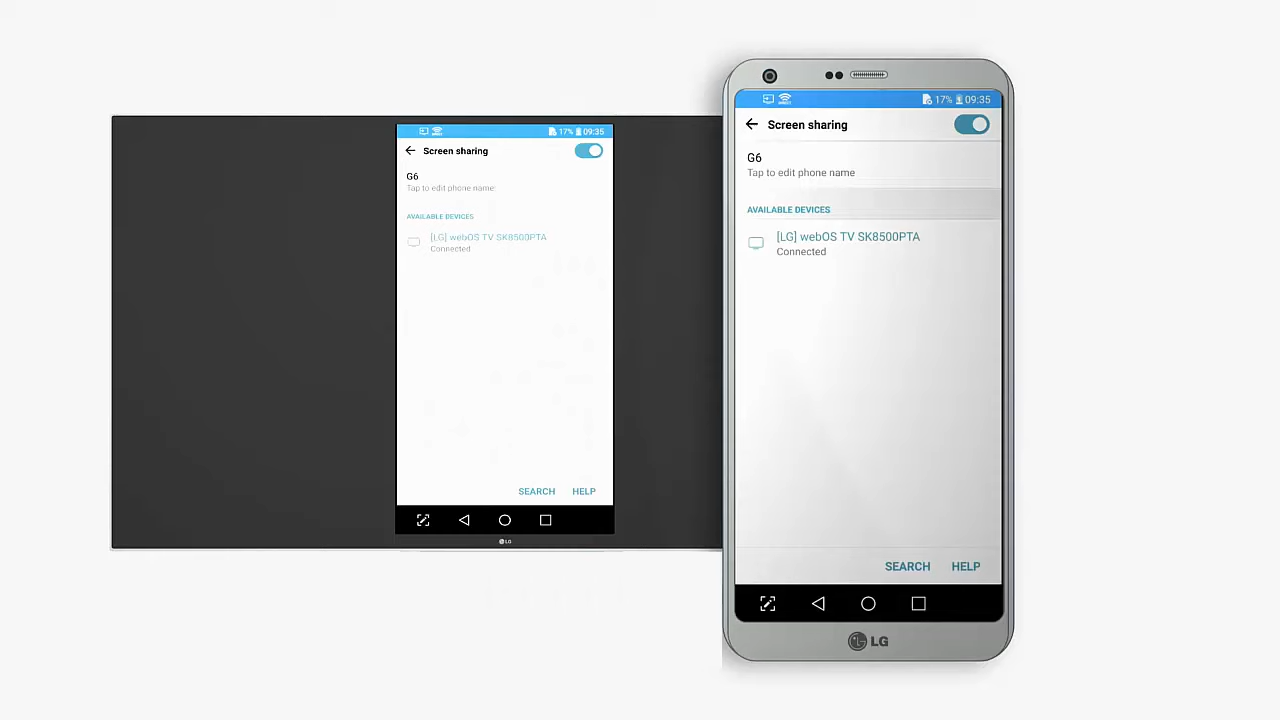 17% 09:35
Screen sharing
G6
Tap to edit phone name
AVAILABLE DEVICES
[LG] webOS TV SK8500PTA
Connected
SEARCH HELP
LG
17% 09:35
Screen sharing
G6
Tap to edit phone name
AVAILABLE DEVICES
[LG] webOS TV SK8500PTA
Connected
SEARCH HELP
LG